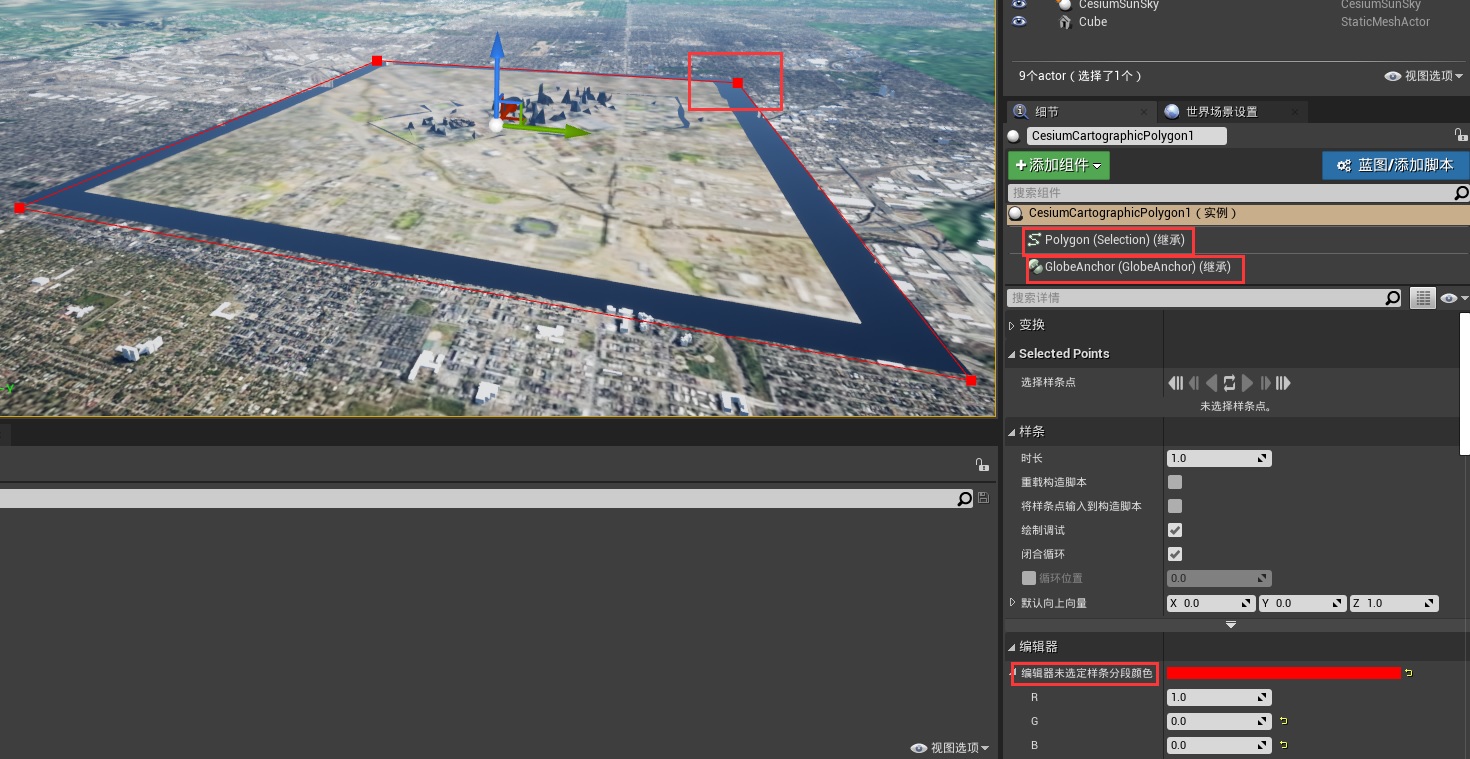 CesiumSunSky CesiumSunSky
Cube StaticMeshActor
9个actor（选择了1个） 视图选项
细节 世界场景设置
CesiumCartographicPolygon1
+添加组件 蓝图/添加脚本
搜索组件
CesiumCartographicPolygon1（实例）
Polygon (Selection) (继承)
GlobeAnchor (GlobeAnchor) (继承)
搜索详情
变换
Selected Points
选择样条点
未选择样条点。
样条
时长 1.0
重载构造脚本
将样条点输入到构造脚本
绘制调试
闭合循环
循环位置 0.0
默认向上向量 X 0.0 Y 0.0 Z 1.0
编辑器
编辑器未选定样条分段颜色
R 1.0
G 0.0
B 0.0
视图选项
Y